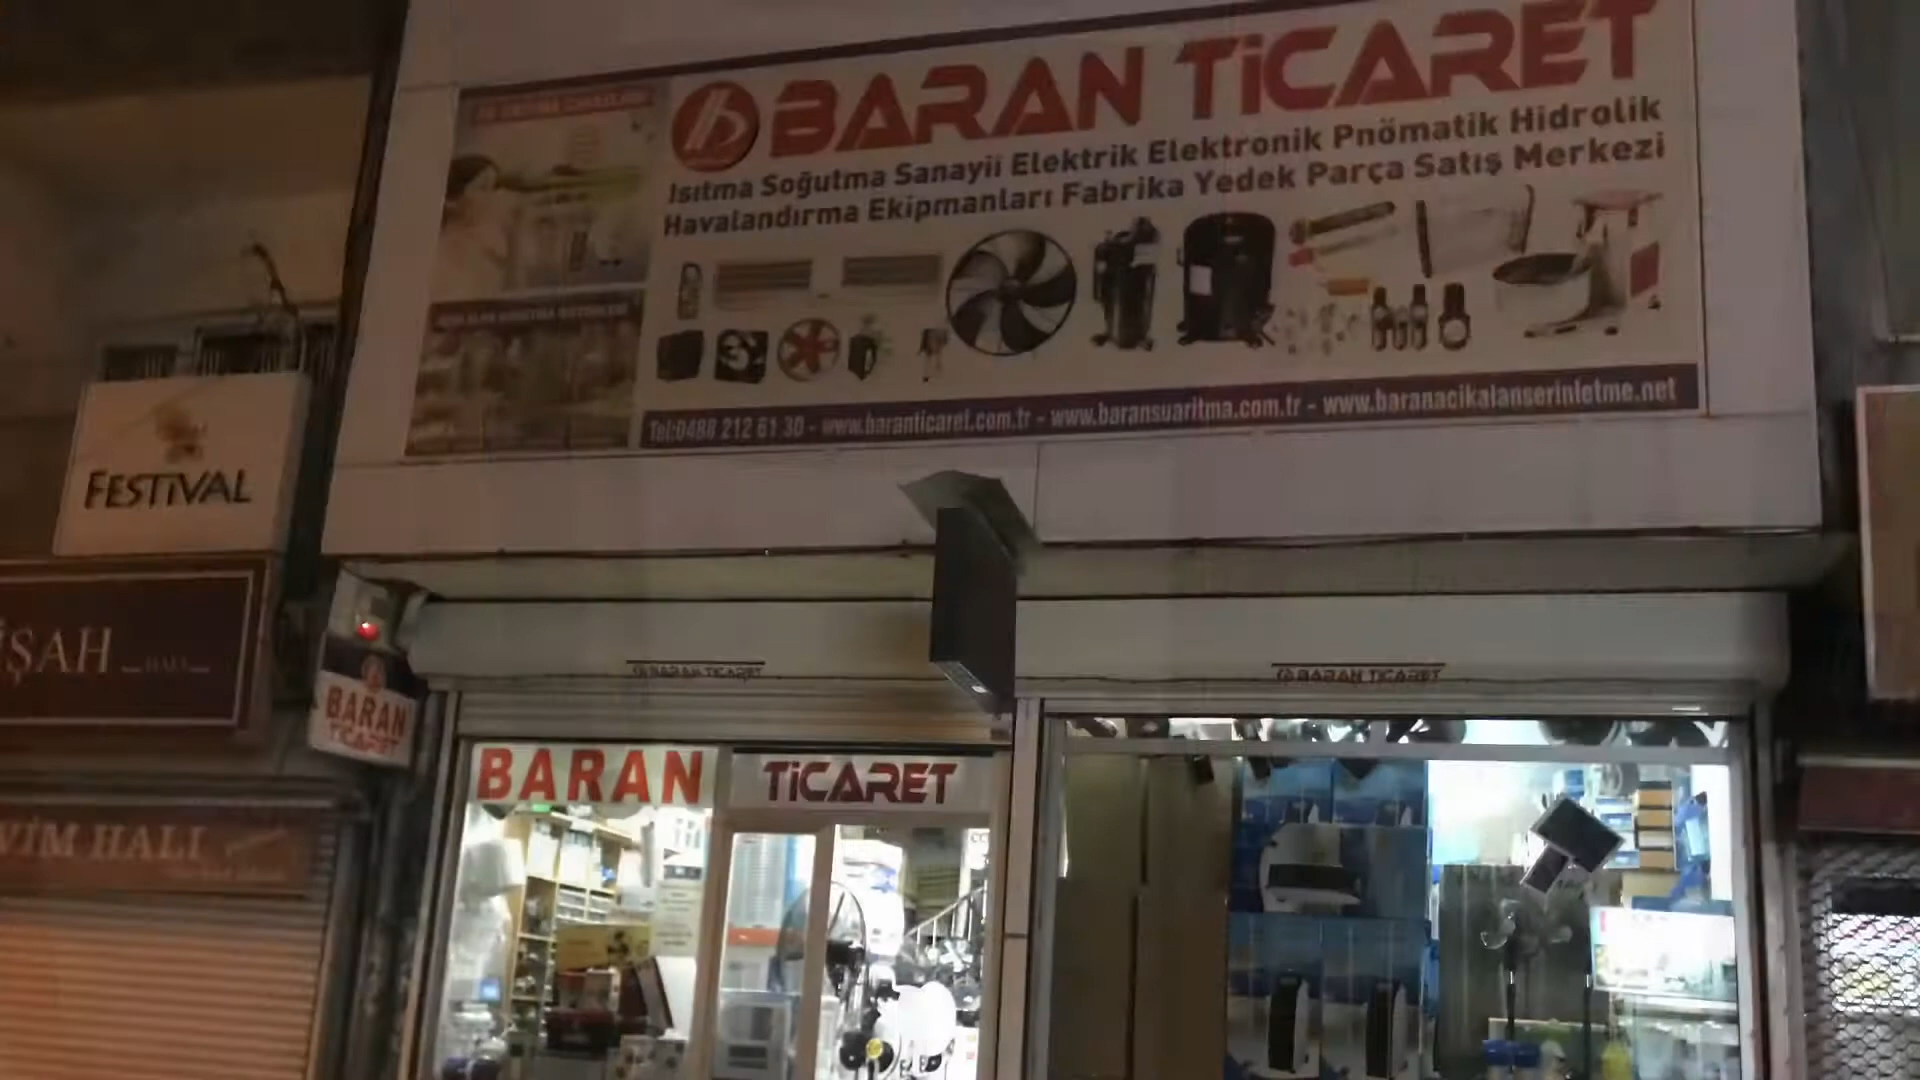 BARAN TİCARET
Isıtma Soğutma Sanayii Elektrik Elektronik Pnömatik Hidrolik
Havalandırma Ekipmanları Fabrika Yedek Parça Satış Merkezi
Tel:0488 212 61 30 - www.baranticaret.com.tr - www.baransuaritma.com.tr - www.baranacikalanserinletme.net
FESTİVAL
İŞAH HALI
BARAN TİCARET
BARAN TİCARET
BARAN
TİCARET
BARAN TİCARET
VİM HALI